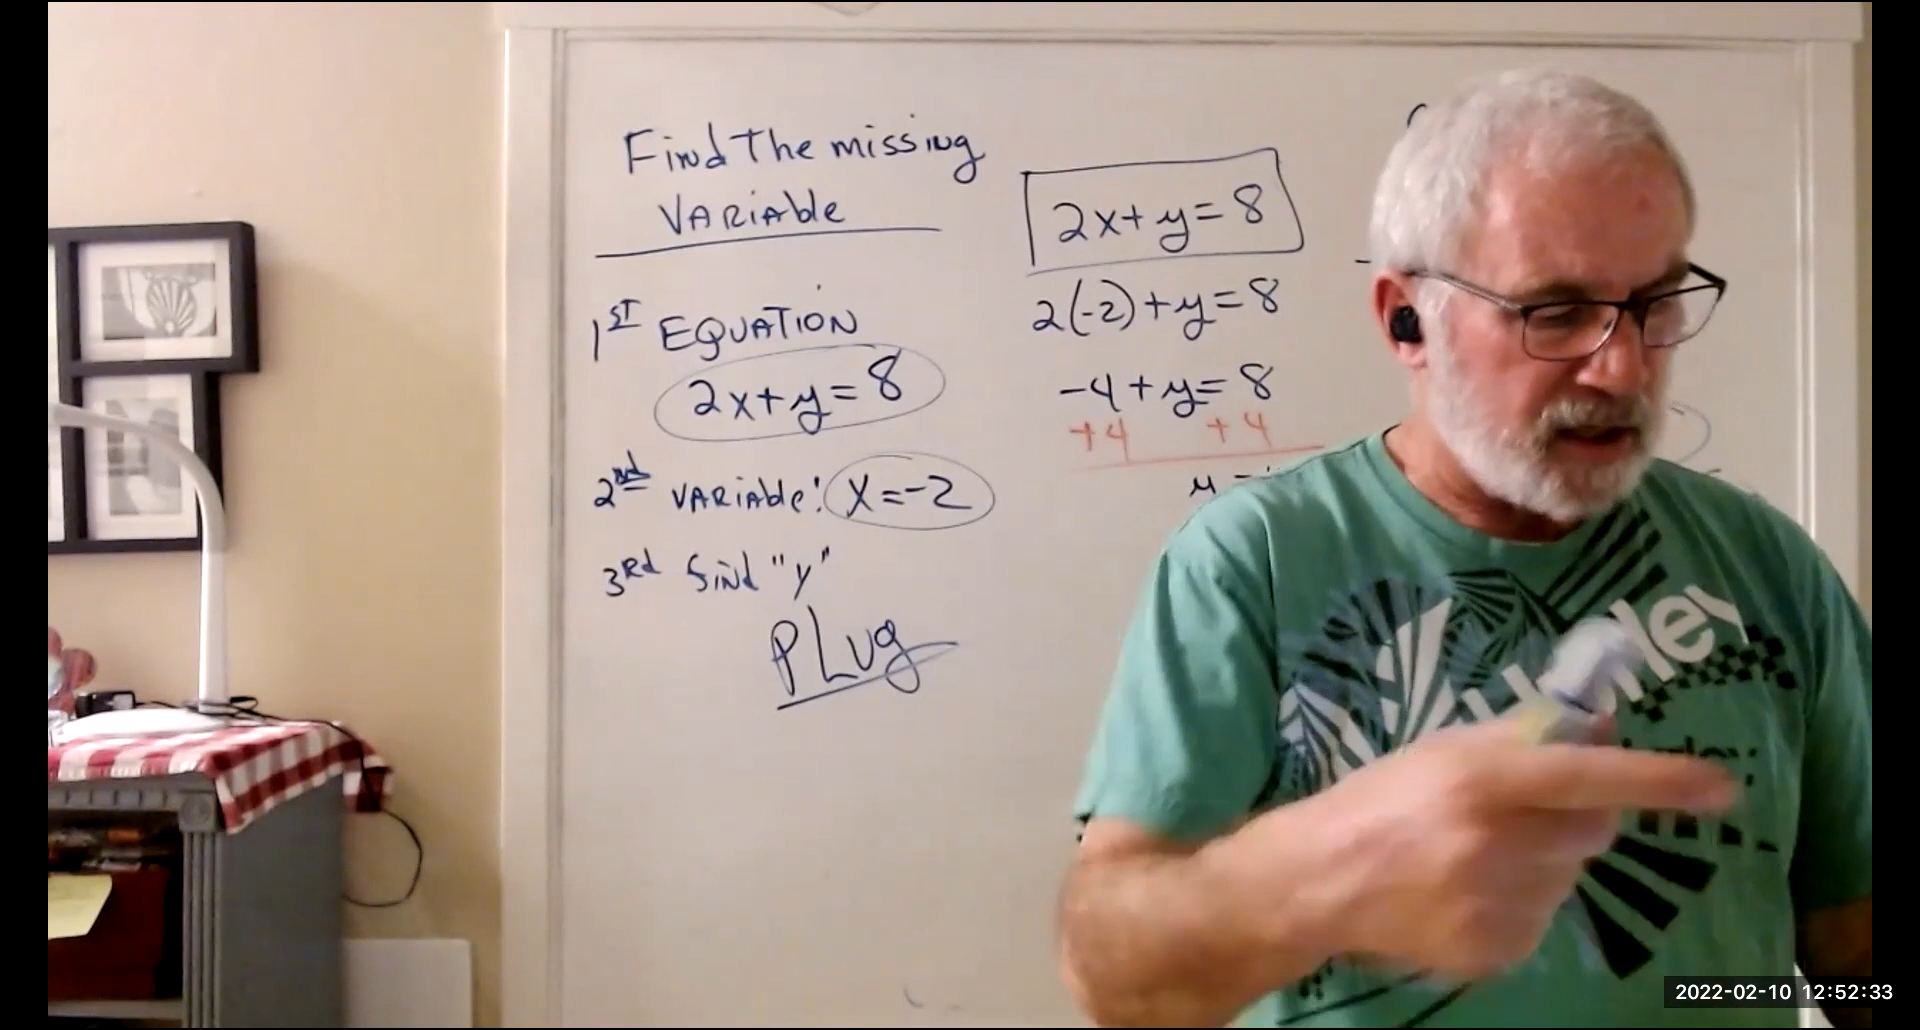 Find The missing
VARiAble
1ST EQUATION
2x+y=8
2nd VARiAble: x=-2
3Rd find "y"
PLug
2x+y=8
2(-2)+y=8
-4+y=8
+4 +4
y =
Hurley
2022-02-10 12:52:33